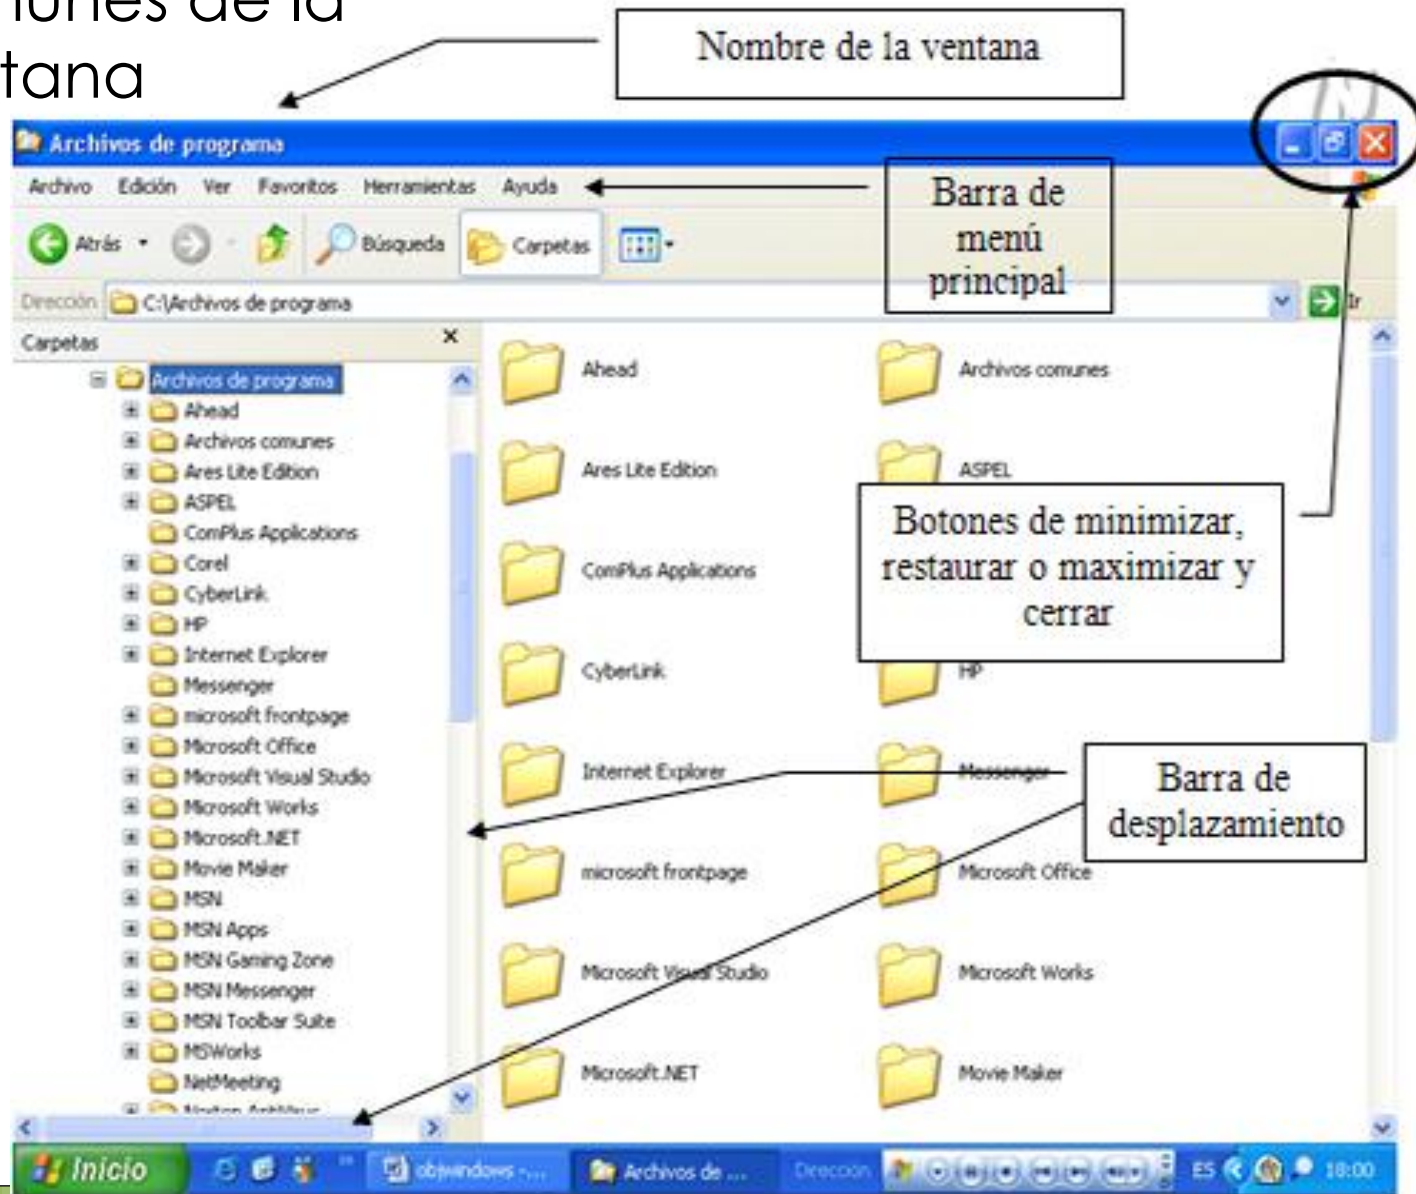 unes de la
tana
Nombre de la ventana
Archivos de programa
Archivo Edición Ver Favoritos Herramientas Ayuda
Barra de
menú
principal
Atrás Búsqueda Carpetas
Dirección C:\Archivos de programa Ir
Carpetas
Archivos de programa
Ahead
Archivos comunes
Ares Lite Edition
ASPEL
ComPlus Applications
Corel
CyberLink
HP
Internet Explorer
Messenger
microsoft frontpage
Microsoft Office
Microsoft Visual Studio
Microsoft Works
Microsoft.NET
Movie Maker
MSN
MSN Apps
MSN Gaming Zone
MSN Messenger
MSN Toolbar Suite
MSWorks
NetMeeting
Norton AntiVirus
Ahead Archivos comunes
Ares Lite Edition ASPEL
Botones de minimizar,
restaurar o maximizar y
cerrar
ComPlus Applications
CyberLink HP
Internet Explorer Messenger
Barra de
desplazamiento
microsoft frontpage Microsoft Office
Microsoft Visual Studio Microsoft Works
Microsoft.NET Movie Maker
Inicio objwindows -... Archivos de ... Dirección ES 18:00